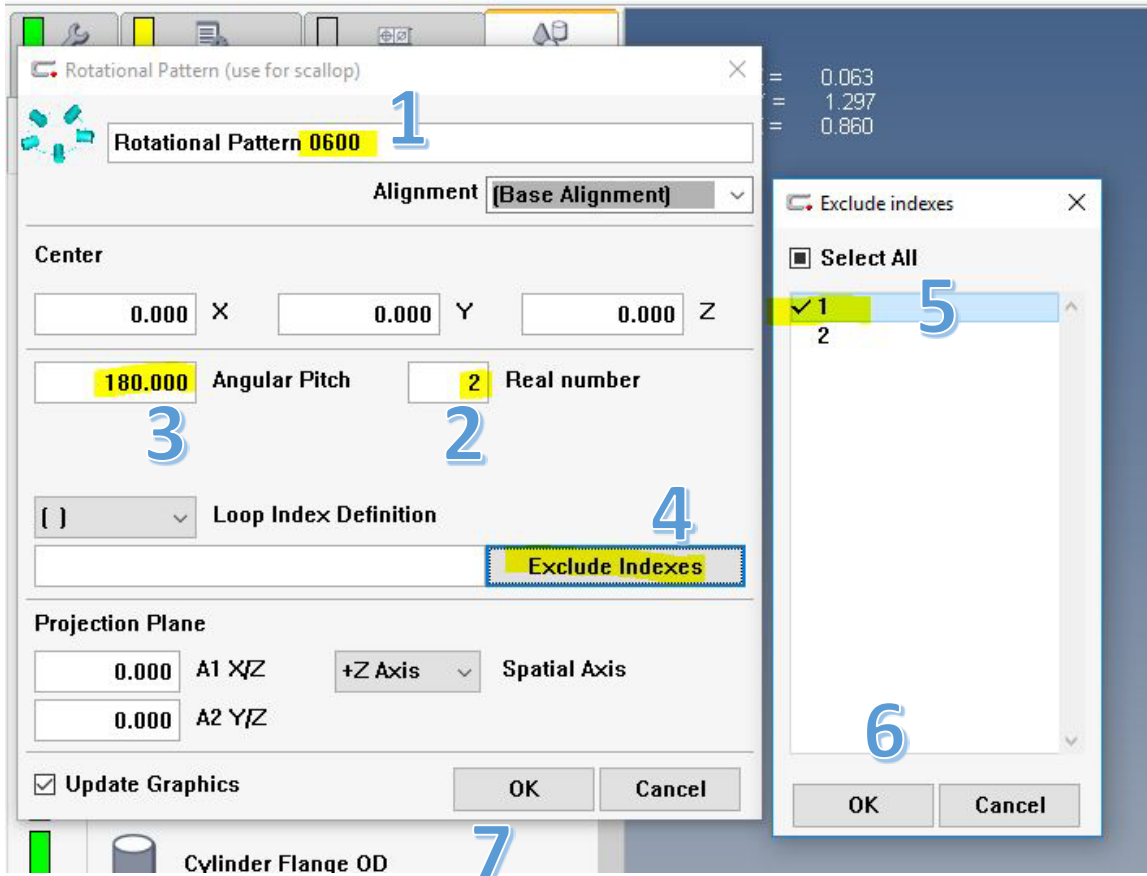 Rotational Pattern (use for scallop)
1
Rotational Pattern 0600
Alignment (Base Alignment)
Center
0.000 X 0.000 Y 0.000 Z
180.000 Angular Pitch 2 Real number
3 2
( ) Loop Index Definition
4
Exclude Indexes
Projection Plane
0.000 A1 X/Z +Z Axis Spatial Axis
0.000 A2 Y/Z
Update Graphics OK Cancel
7
Cylinder Flange OD
= 0.063
= 1.297
= 0.860
Exclude indexes
Select All
1
5
2
6
OK Cancel